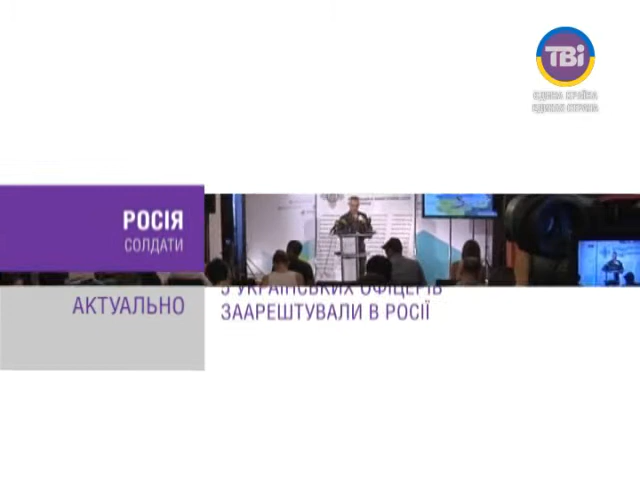 ТВі
ЄДИНА КРАЇНА
ЕДИНАЯ СТРАНА
РОСІЯ
СОЛДАТИ
АКТУАЛЬНО
5 УКРАЇНСЬКИХ ОФІЦЕРІВ
ЗААРЕШТУВАЛИ В РОСІЇ